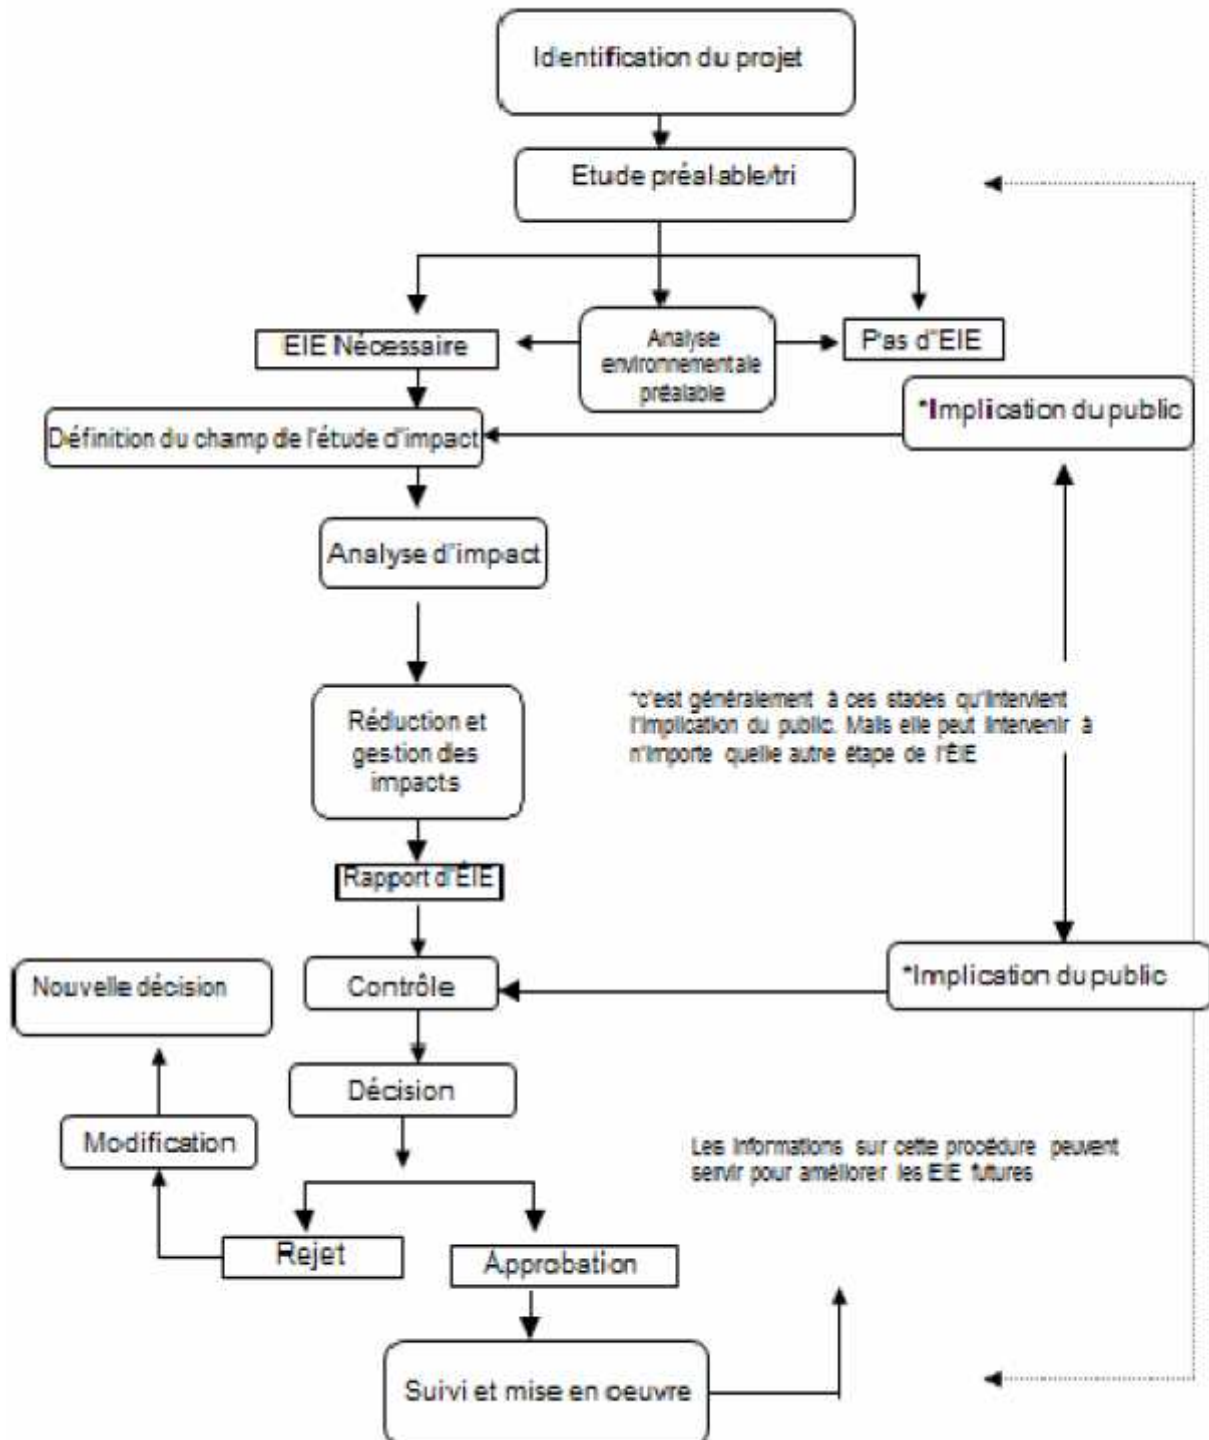 Identification du projet
Etude préalable/tri
EIE Nécessaire
Analyse
environnementale
préalable
Pas d'EIE
*Implication du public
Définition du champ de l'étude d'impact
Analyse d'impact
*c'est généralement à ces stades qu'intervient
l'implication du public. Mais elle peut intervenir à
n'importe quelle autre étape de l'ÉIE
Réduction et
gestion des
impacts
Rapport d'ÉIE
Nouvelle décision
Contrôle
*Implication du public
Décision
Modification
Les informations sur cette procédure peuvent
servir pour améliorer les EIE futures
Rejet
Approbation
Suivi et mise en oeuvre